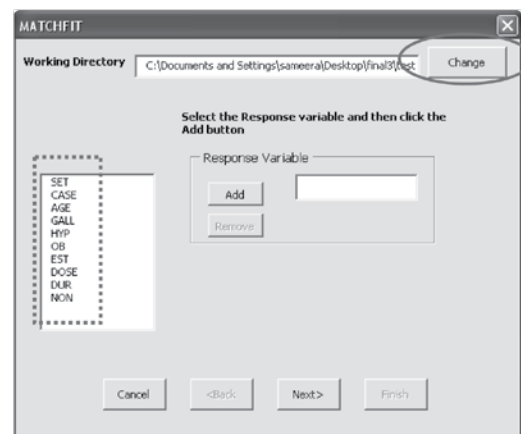 MATCHFIT
Working Directory C:\Documents and Settings\sameera\Desktop\final3\test Change
Select the Response variable and then click the
Add button
Response Variable
Add
Remove
SET
CASE
AGE
GALL
HYP
OB
EST
DOSE
DUR
NON
Cancel <Back Next> Finish